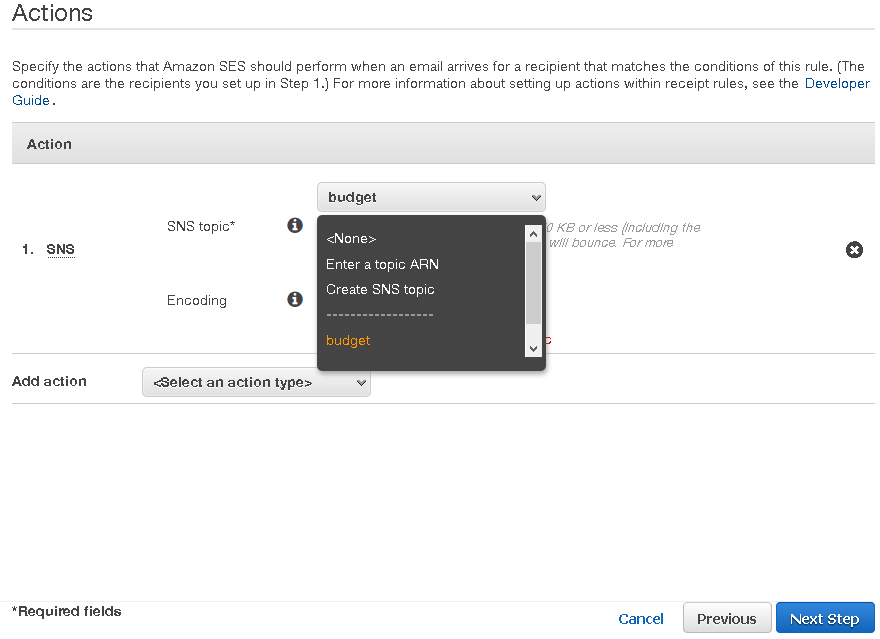 Actions
Specify the actions that Amazon SES should perform when an email arrives for a recipient that matches the conditions of this rule. (The
conditions are the recipients you set up in Step 1.) For more information about setting up actions within receipt rules, see the Developer
Guide.
Action
budget
SNS topic*
KB or less (including the
will bounce. For more
<None>
Enter a topic ARN
1. SNS
Create SNS topic
Encoding
------------------
budget
Add action
<Select an action type>
*Required fields
Cancel
Previous
Next Step